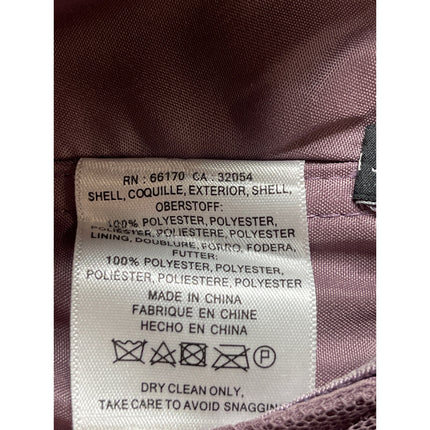 RN : 66170 CA : 32054
SHELL, COQUILLE, EXTERIOR, SHELL,
OBERSTOFF:
100% POLYESTER, POLYESTER,
POLIÉSTER, POLIESTERE, POLYESTER
LINING, DOUBLURE, FORRO, FODERA,
FUTTER:
100% POLYESTER, POLYESTER,
POLIÉSTER, POLIESTERE, POLYESTER
MADE IN CHINA
FABRIQUE EN CHINE
HECHO EN CHINA
P
DRY CLEAN ONLY,
TAKE CARE TO AVOID SNAGGING